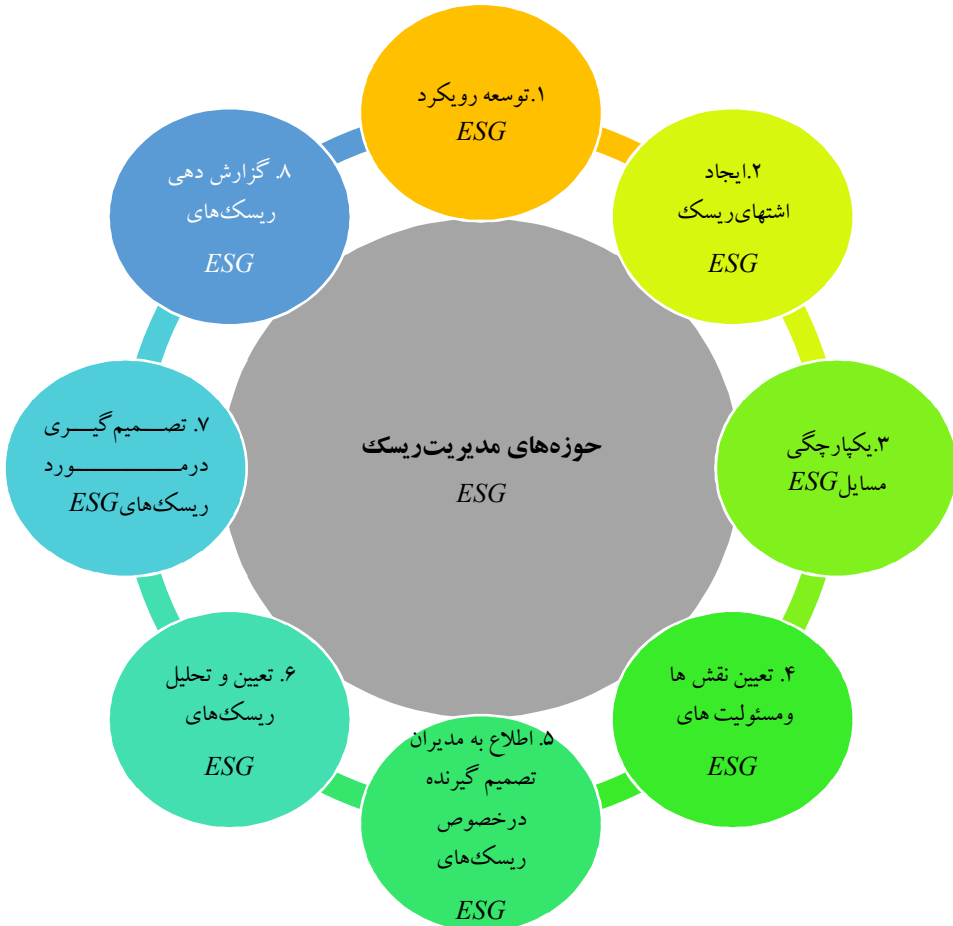 ۱.توسعه رویکرد
ESG
۲.ایجاد
اشتهای‌ریسک
ESG
۳.یکپارچگی
مسایل ESG
۴. تعیین نقش ها
ومسئولیت های
ESG
۵. اطلاع به مدیران
تصمیم گیرنده
درخصوص
ریسک‌های
ESG
۶. تعیین و تحلیل
ریسک‌های
ESG
۷. تصـــمیم‌گیـــری
درمـــــــــورد
ریسک‌های ESG
۸. گزارش دهی
ریسک‌های
ESG
حوزه‌های مدیریت‌ریسک
ESG